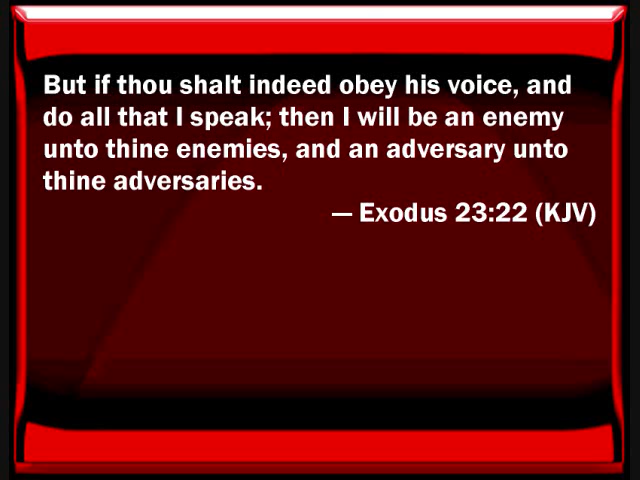 But if thou shalt indeed obey his voice, and
do all that I speak; then I will be an enemy
unto thine enemies, and an adversary unto
thine adversaries.
— Exodus 23:22 (KJV)